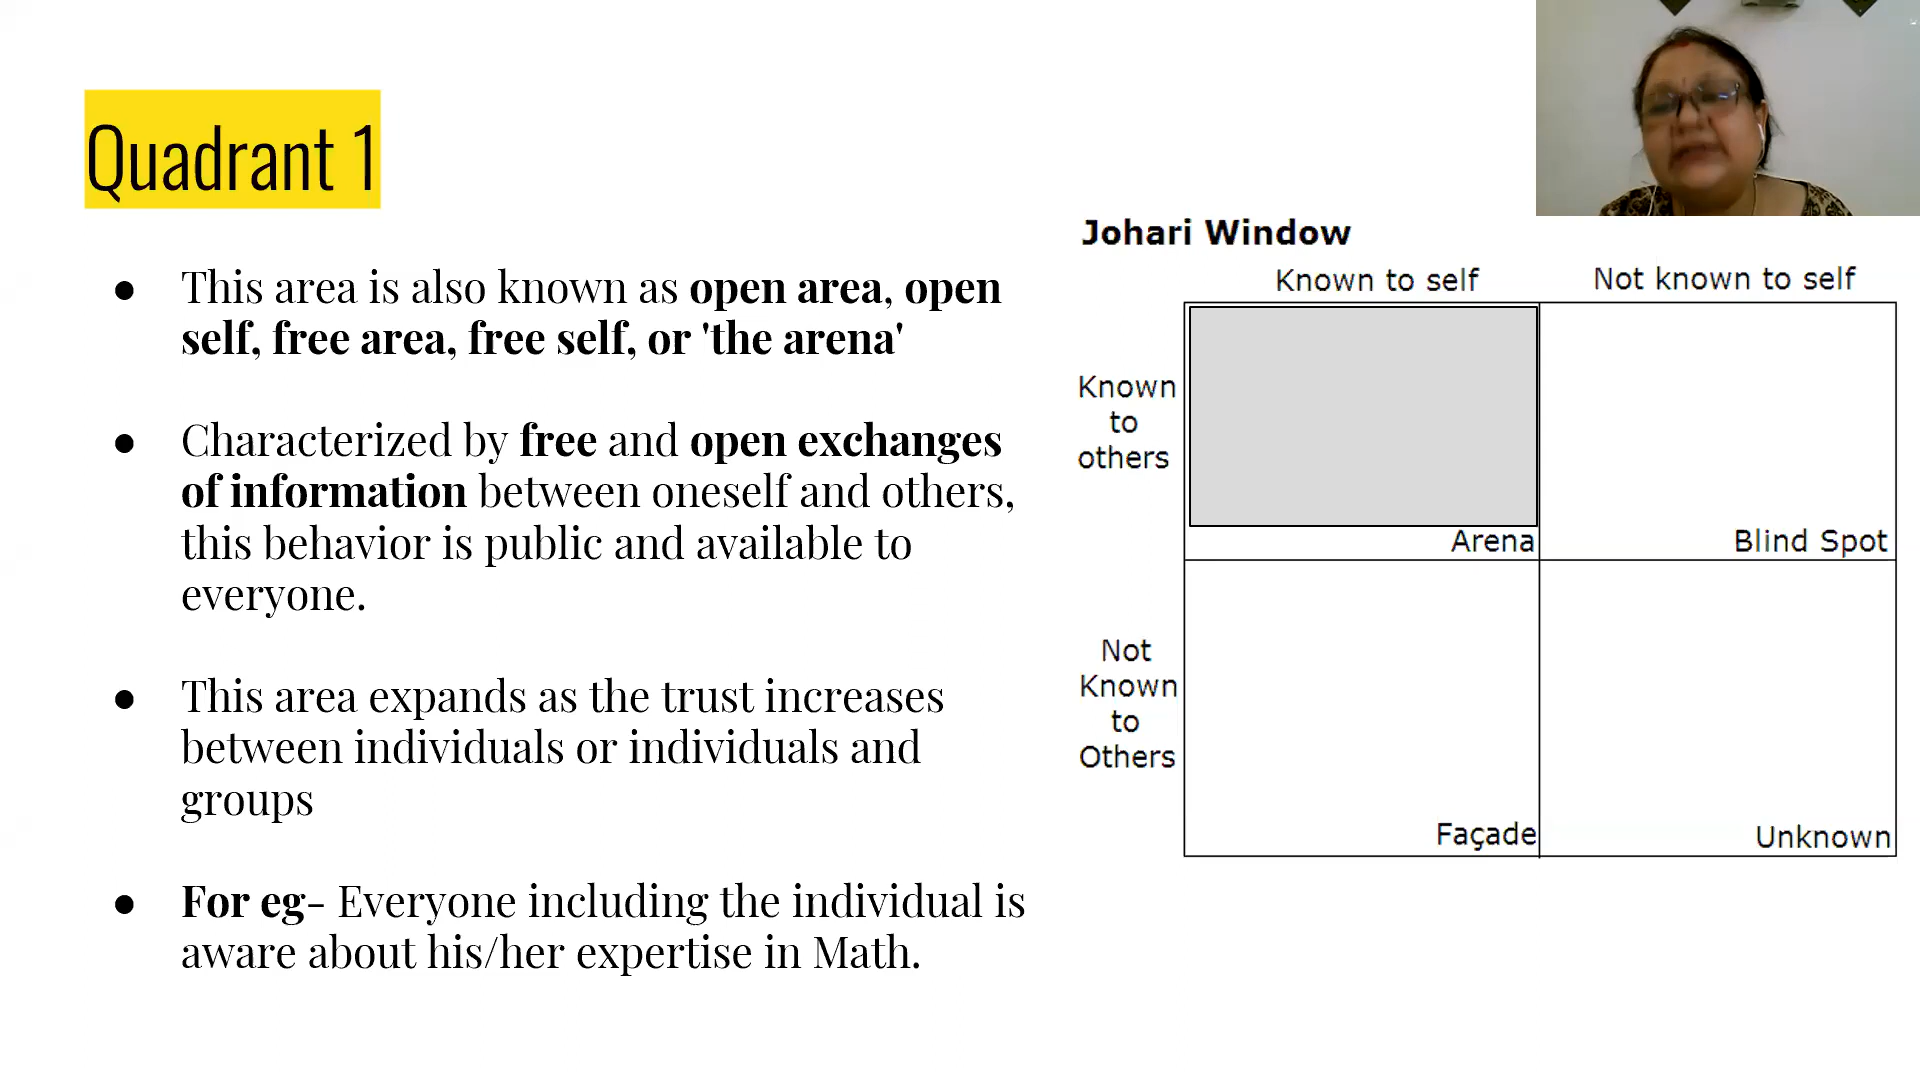 Quadrant 1
● This area is also known as open area, open
self, free area, free self, or 'the arena'
● Characterized by free and open exchanges
of information between oneself and others,
this behavior is public and available to
everyone.
● This area expands as the trust increases
between individuals or individuals and
groups
● For eg- Everyone including the individual is
aware about his/her expertise in Math.
Johari Window
Known to self
Not known to self
Known
to
others
Arena
Blind Spot
Not
Known
to
Others
Façade
Unknown